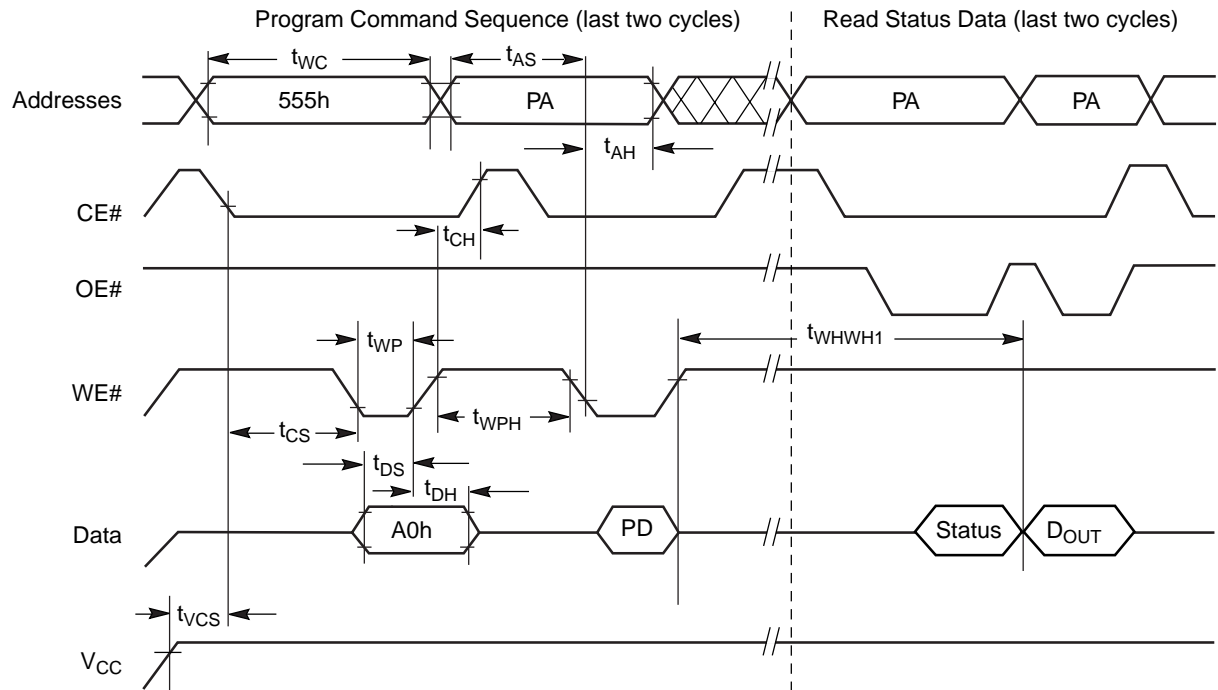 Program Command Sequence (last two cycles)
Read Status Data (last two cycles)
tWC
tAS
Addresses
555h
PA
PA
PA
tAH
CE#
tCH
OE#
tWP
tWHWH1
WE#
tWPH
tCS
tDS
tDH
Data
A0h
PD
Status
DOUT
tVCS
VCC